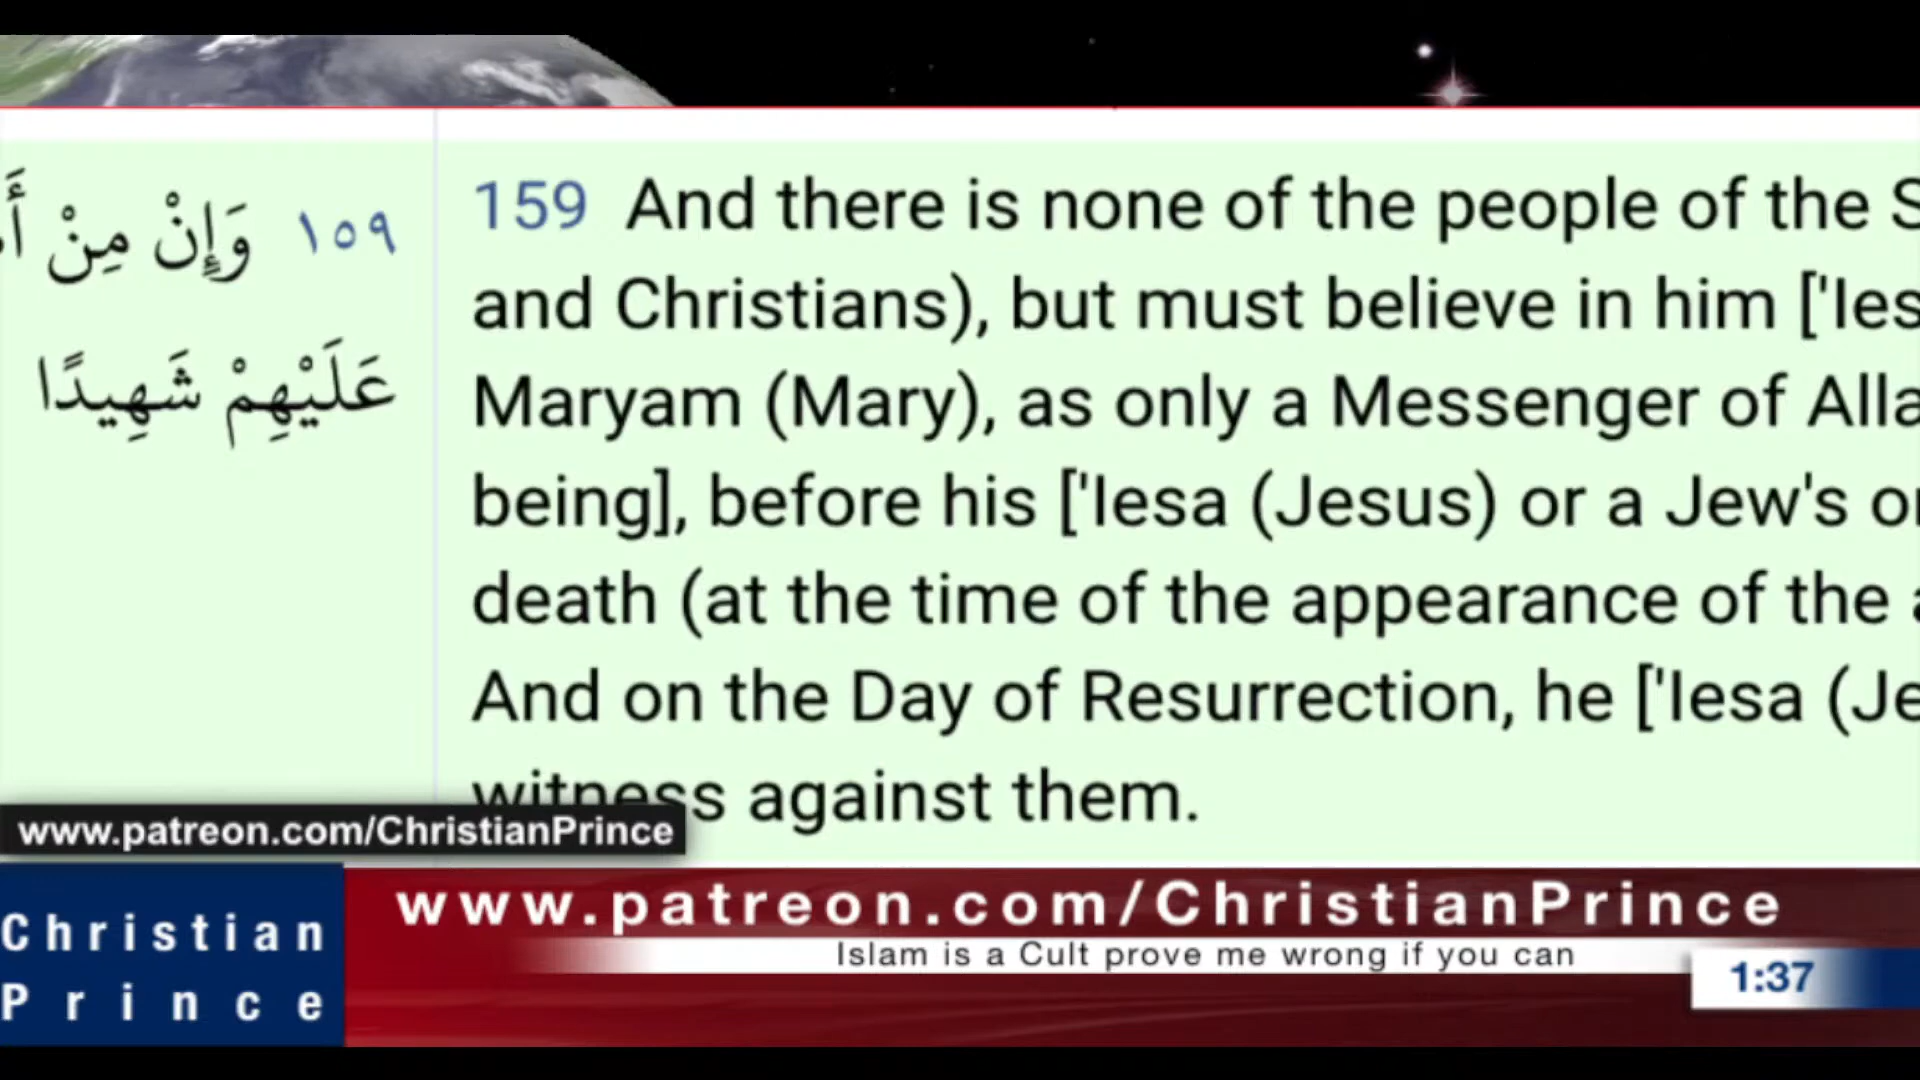 ١٥٩ وَإِنْ مِنْ
عَلَيْهِمْ شَهِيدًا
159 And there is none of the people of the
and Christians), but must believe in him ['Ies
Maryam (Mary), as only a Messenger of Alla
being], before his ['Iesa (Jesus) or a Jew's or
death (at the time of the appearance of the
And on the Day of Resurrection, he ['Iesa (Je
witness against them.
www.patreon.com/ChristianPrince
Christian
Prince
www.patreon.com/ChristianPrince
Islam is a Cult prove me wrong if you can
1:37